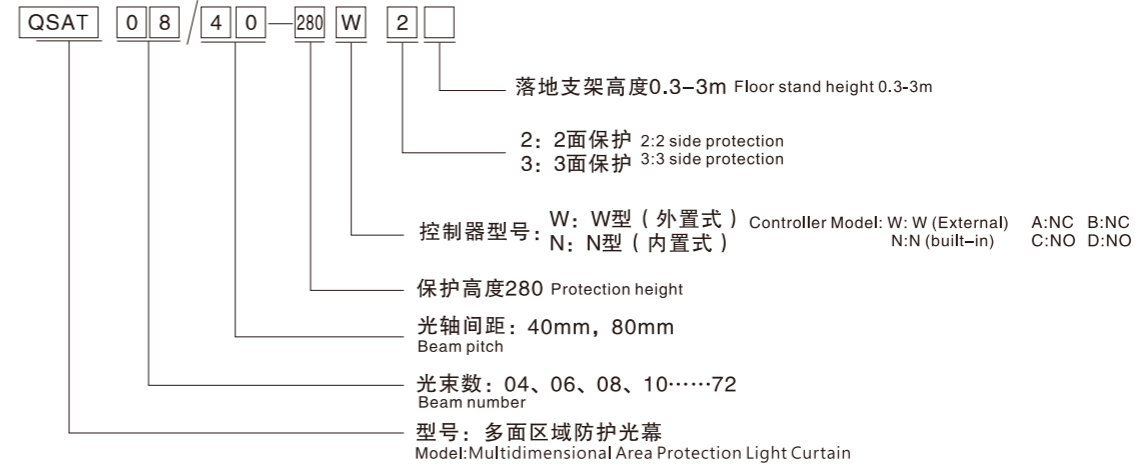 QSAT 08/40—280 W 2
落地支架高度0.3–3m Floor stand height 0.3-3m
2：2面保护 2:2 side protection
3：3面保护 3:3 side protection
控制器型号：W：W型（外置式）Controller Model: W: W (External) A:NC B:NC
N：N型（内置式） N:N (built–in) C:NO D:NO
保护高度280 Protection height
光轴间距：40mm，80mm
Beam pitch
光束数：04、06、08、10……72
Beam number
型号：多面区域防护光幕
Model:Multidimensional Area Protection Light Curtain